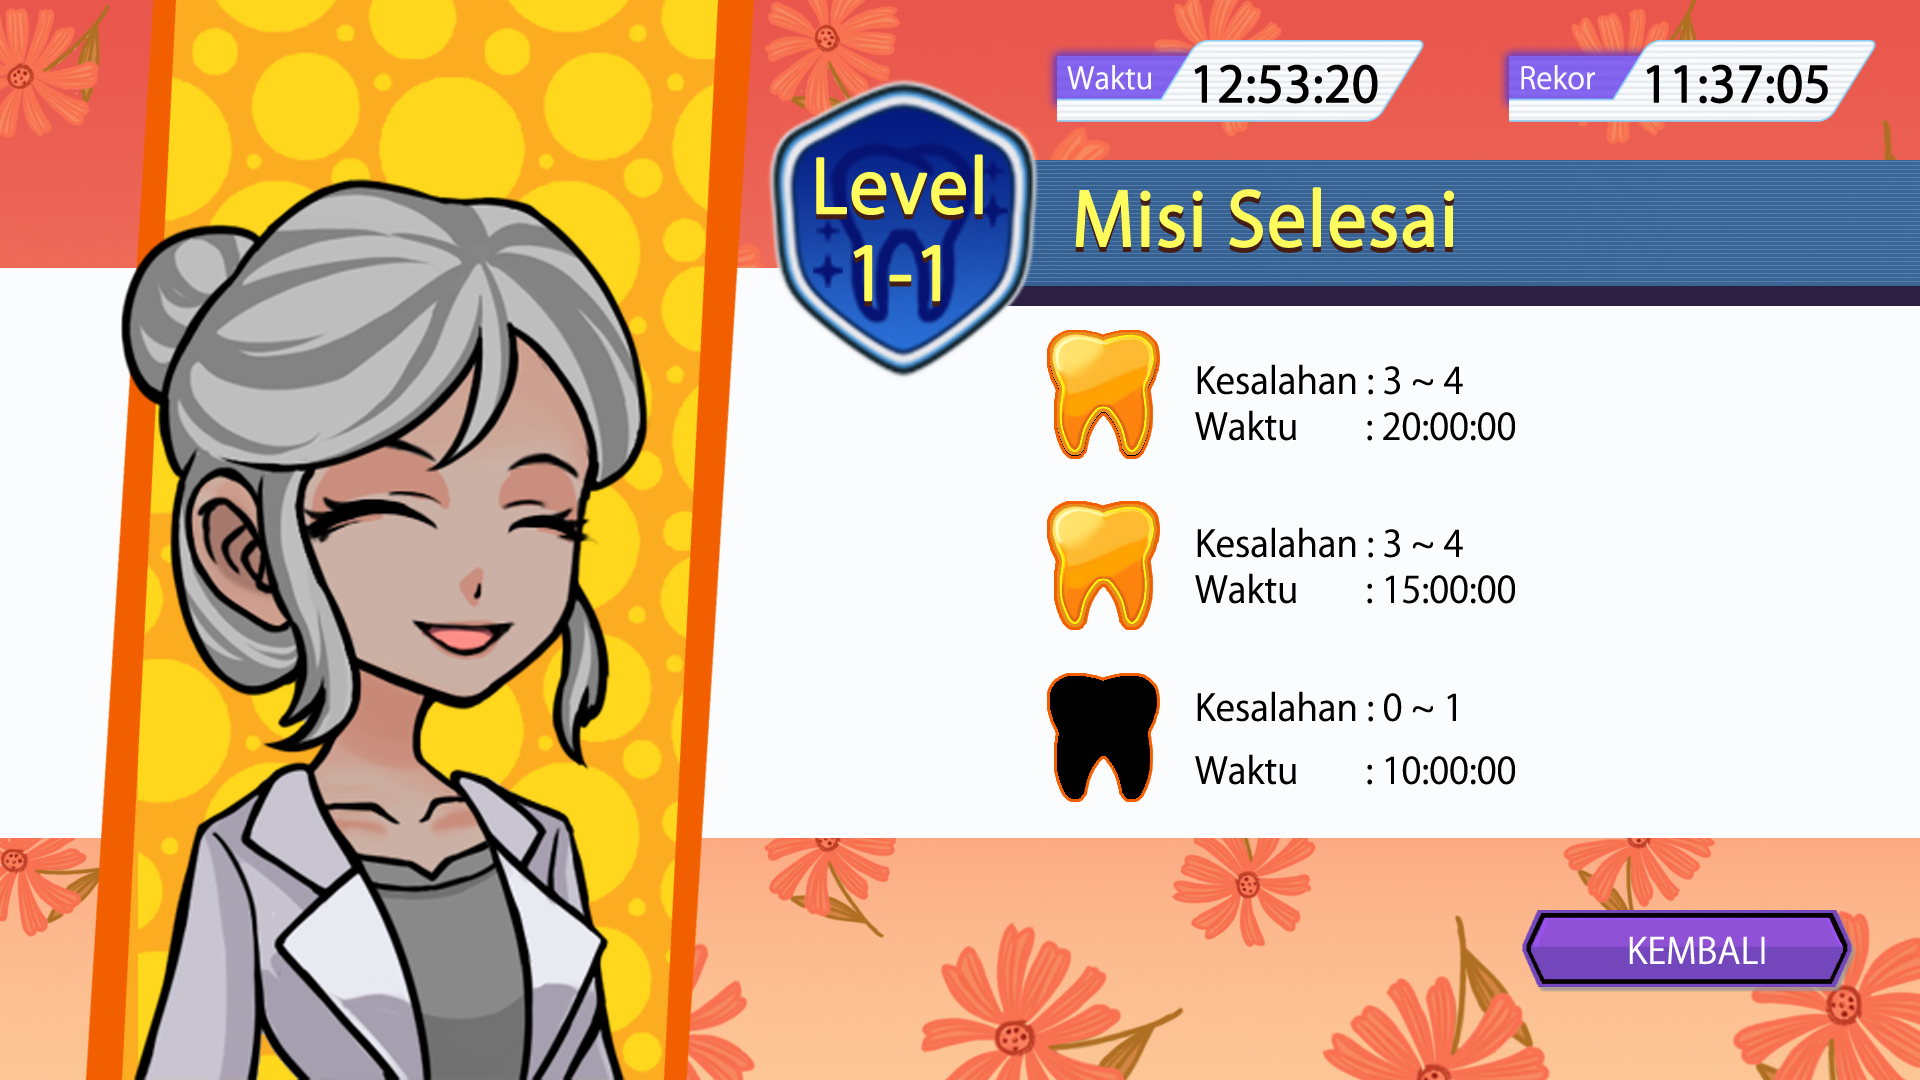 Waktu 12:53:20
Rekor 11:37:05
Level
1-1
Misi Selesai
Kesalahan : 3 ~ 4
Waktu : 20:00:00
Kesalahan : 3 ~ 4
Waktu : 15:00:00
Kesalahan : 0 ~ 1
Waktu : 10:00:00
KEMBALI